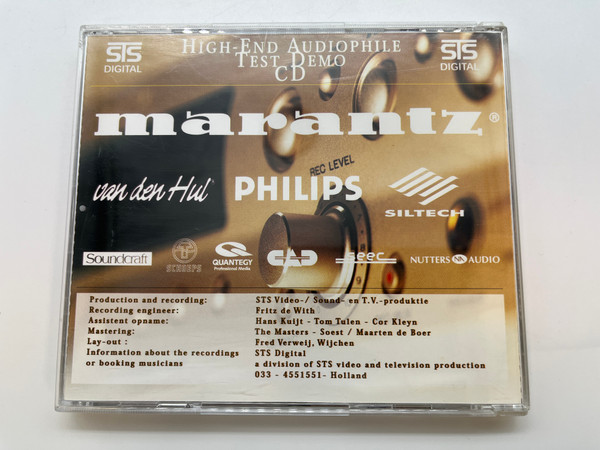 STS HIGH-END AUDIOPHILE STS
DIGITAL TEST DEMO DIGITAL
CD
marantz®
REC LEVEL
van den Hul PHILIPS SILTECH
Soundcraft SCHOEPS QUANTEGY CAD seec NUTTERS NA AUDIO
Professional Media
Production and recording: STS Video-/ Sound- en T.V.-produktie
Recording engineer: Fritz de With
Assistent opname: Hans Kuijt - Tom Tulen - Cor Kleyn
Mastering: The Masters - Soest / Maarten de Boer
Lay-out : Fred Verweij, Wijchen
Information about the recordings STS Digital
or booking musicians a division of STS video and television production
033 - 4551551- Holland